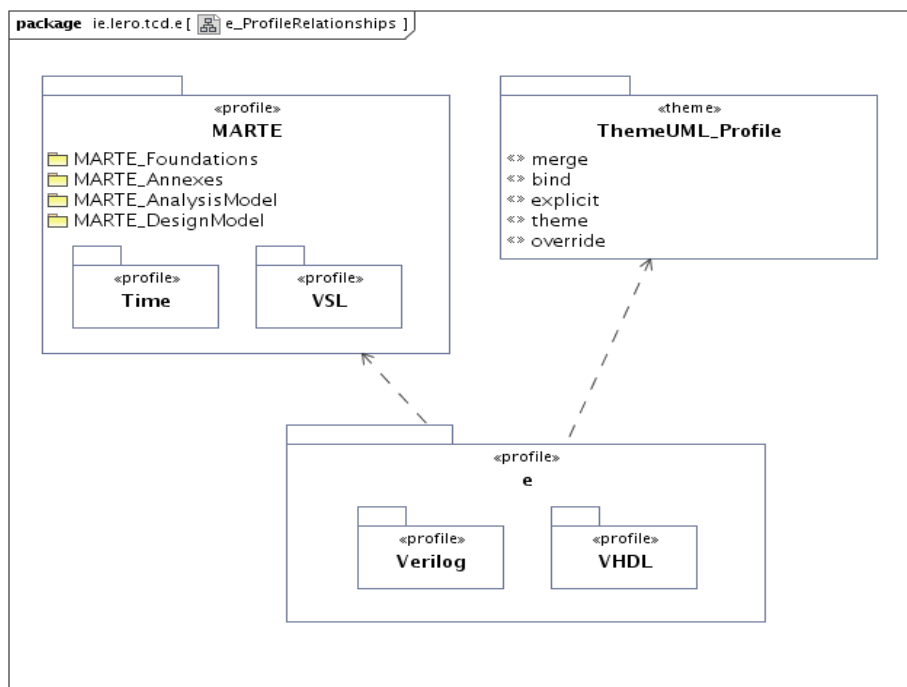 package ie.lero.tcd.e [ e_ProfileRelationships ]
«profile»
MARTE
MARTE_Foundations
MARTE_Annexes
MARTE_AnalysisModel
MARTE_DesignModel
«profile»
Time
«profile»
VSL
«theme»
ThemeUML_Profile
«» merge
«» bind
«» explicit
«» theme
«» override
«profile»
e
«profile»
Verilog
«profile»
VHDL